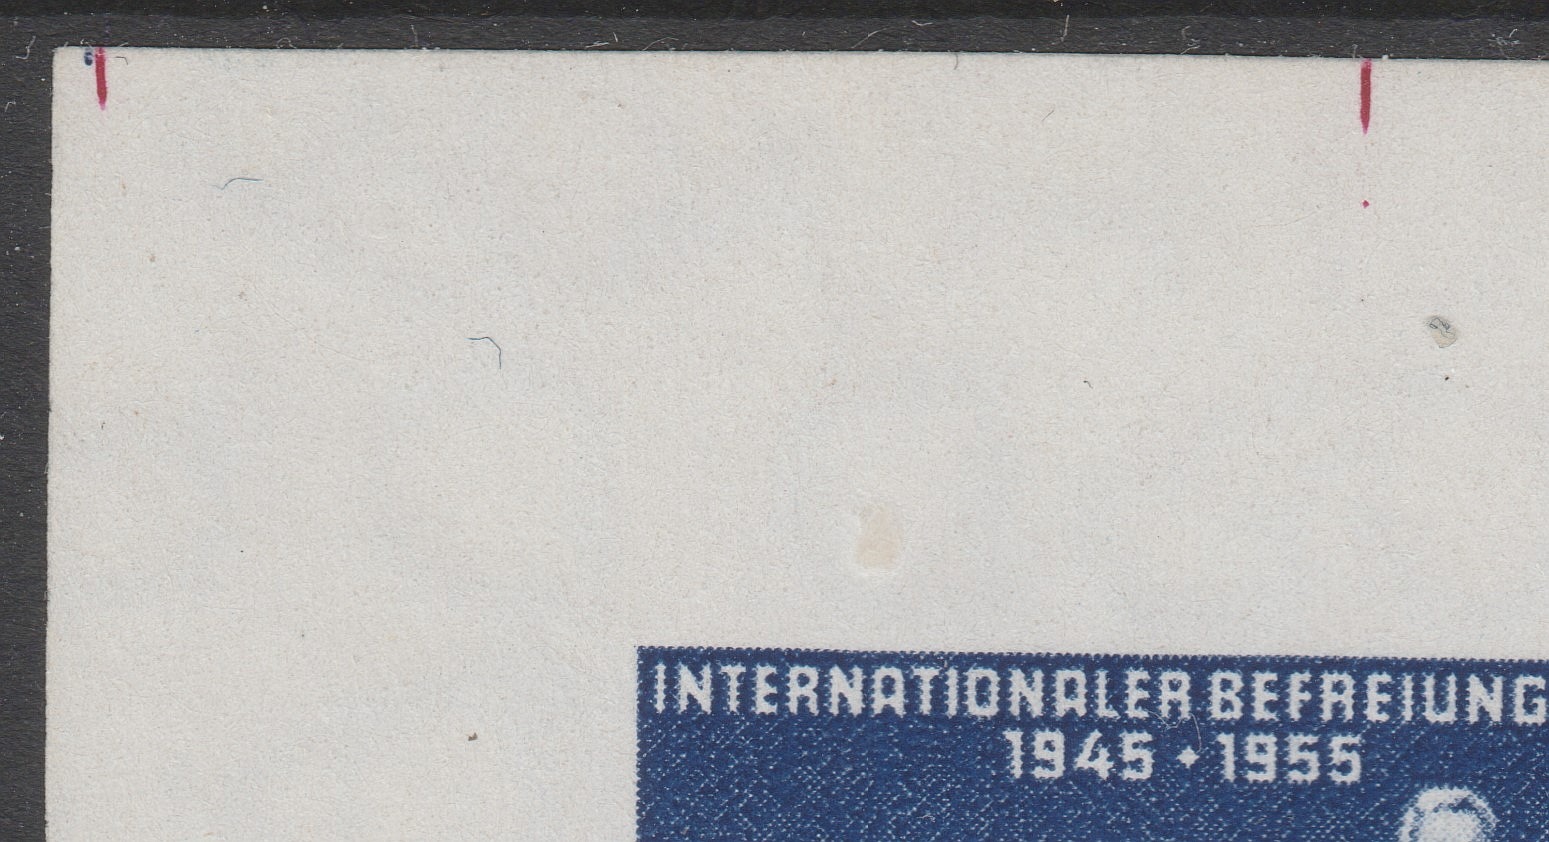 INTERNATIONALER BEFREIUNG
1945 • 1955